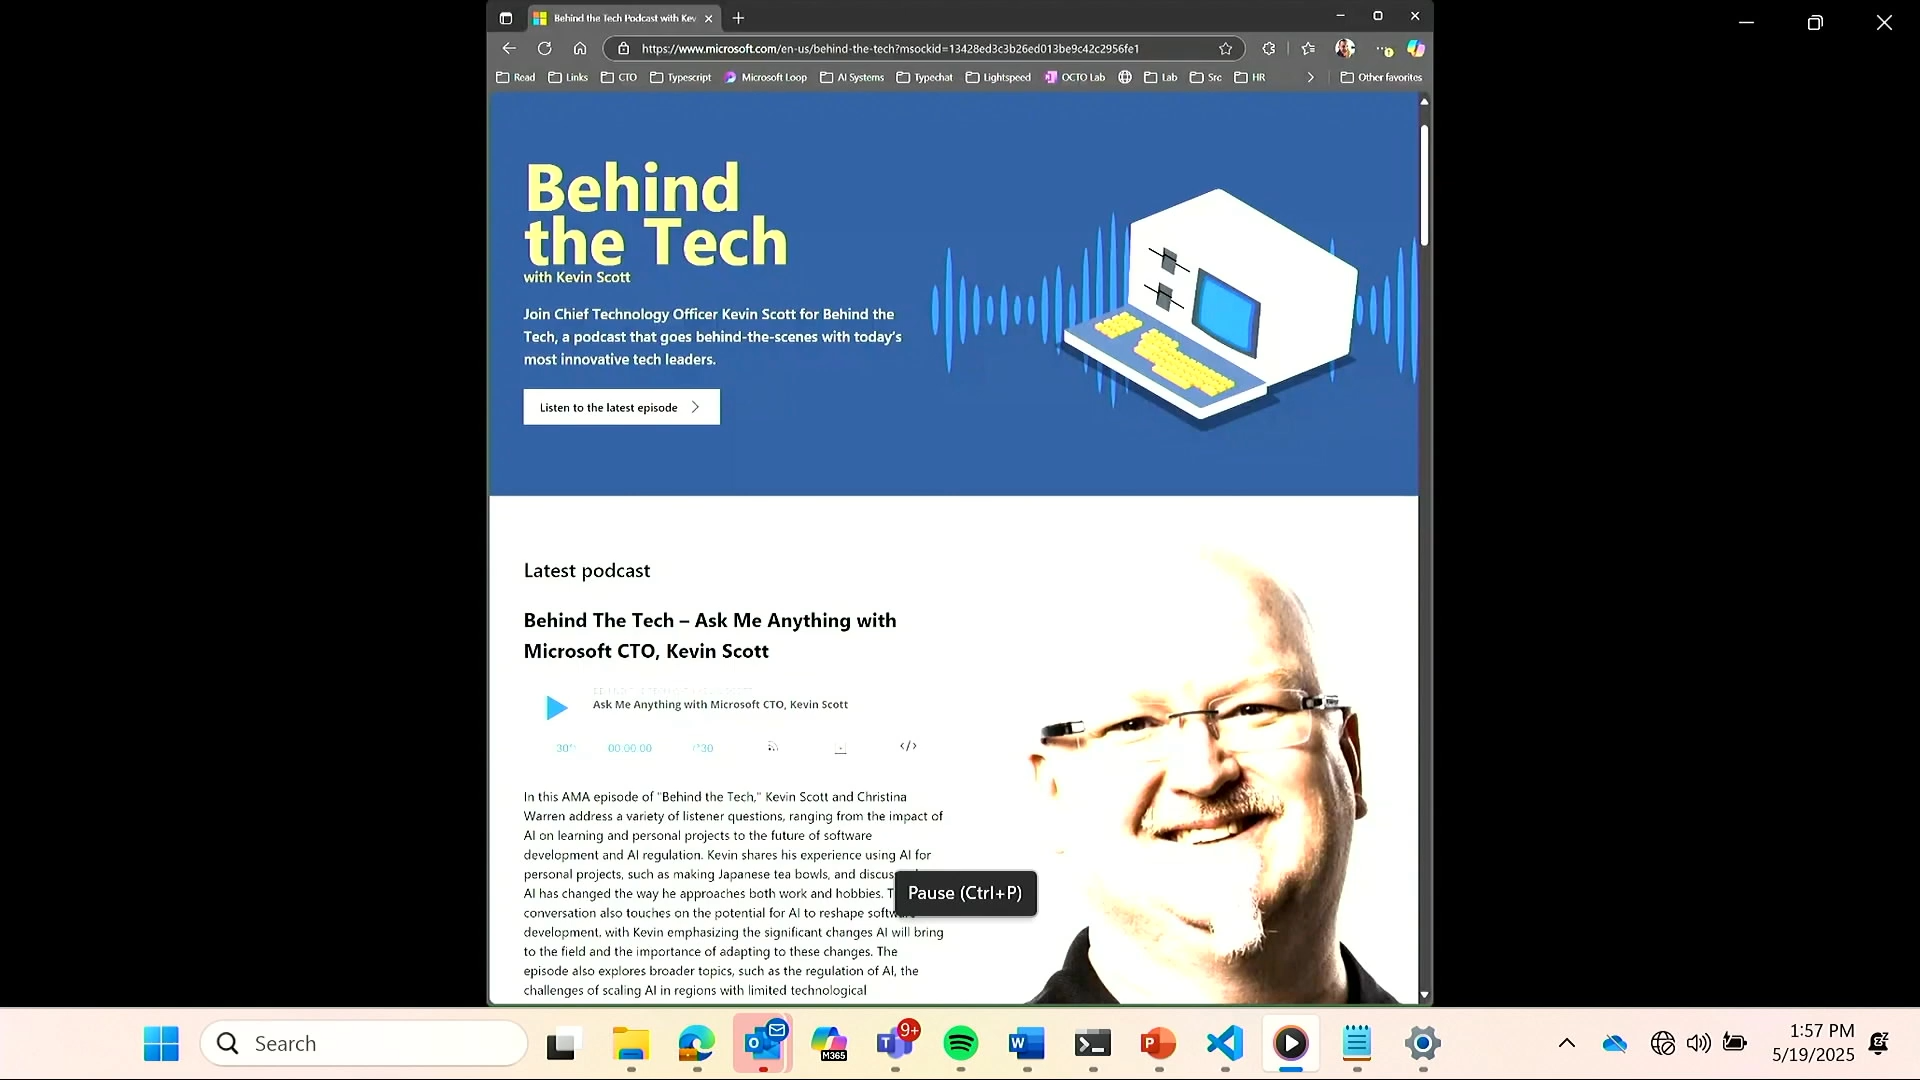 Behind the Tech Podcast with Kev
https://www.microsoft.com/en-us/behind-the-tech?msockid=13428ed3c3b26ed013be9c42c2956fe1
Read Links CTO Typescript Microsoft Loop AI Systems Typechat Lightspeed OCTO Lab Lab Src HR Other favorites
Behind
the Tech
with Kevin Scott
Join Chief Technology Officer Kevin Scott for Behind the
Tech, a podcast that goes behind-the-scenes with today's
most innovative tech leaders.
Listen to the latest episode
Latest podcast
Behind The Tech – Ask Me Anything with
Microsoft CTO, Kevin Scott
Ask Me Anything with Microsoft CTO, Kevin Scott
30 00:00:00 30 </>
In this AMA episode of "Behind the Tech," Kevin Scott and Christina
Warren address a variety of listener questions, ranging from the impact of
AI on learning and personal projects to the future of software
development and AI regulation. Kevin shares his experience using AI for
personal projects, such as making Japanese tea bowls, and discus
AI has changed the way he approaches both work and hobbies. T
Pause (Ctrl+P)
conversation also touches on the potential for AI to reshape softw
development, with Kevin emphasizing the significant changes AI will bring
to the field and the importance of adapting to these changes. The
episode also explores broader topics, such as the regulation of AI, the
challenges of scaling AI in regions with limited technological
Search
M365
9+
1:57 PM
5/19/2025